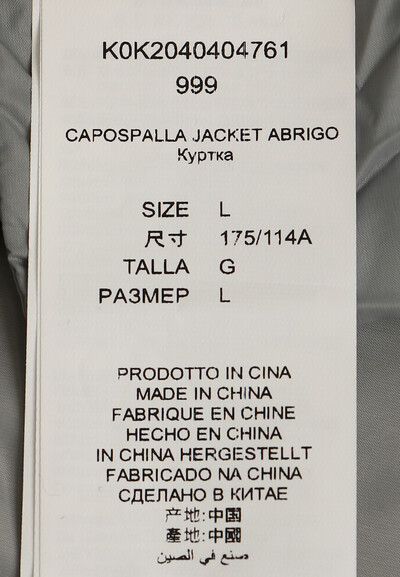 K0K2040404761
999
CAPOSPALLA JACKET ABRIGO
Куртка
SIZE L
尺寸 175/114A
TALLA G
РАЗМЕР L
PRODOTTO IN CINA
MADE IN CHINA
FABRIQUE EN CHINE
HECHO EN CHINA
IN CHINA HERGESTELLT
FABRICADO NA CHINA
СДЕЛАНО В КИТАЕ
产地:中国
產地:中國
صنع في الصين